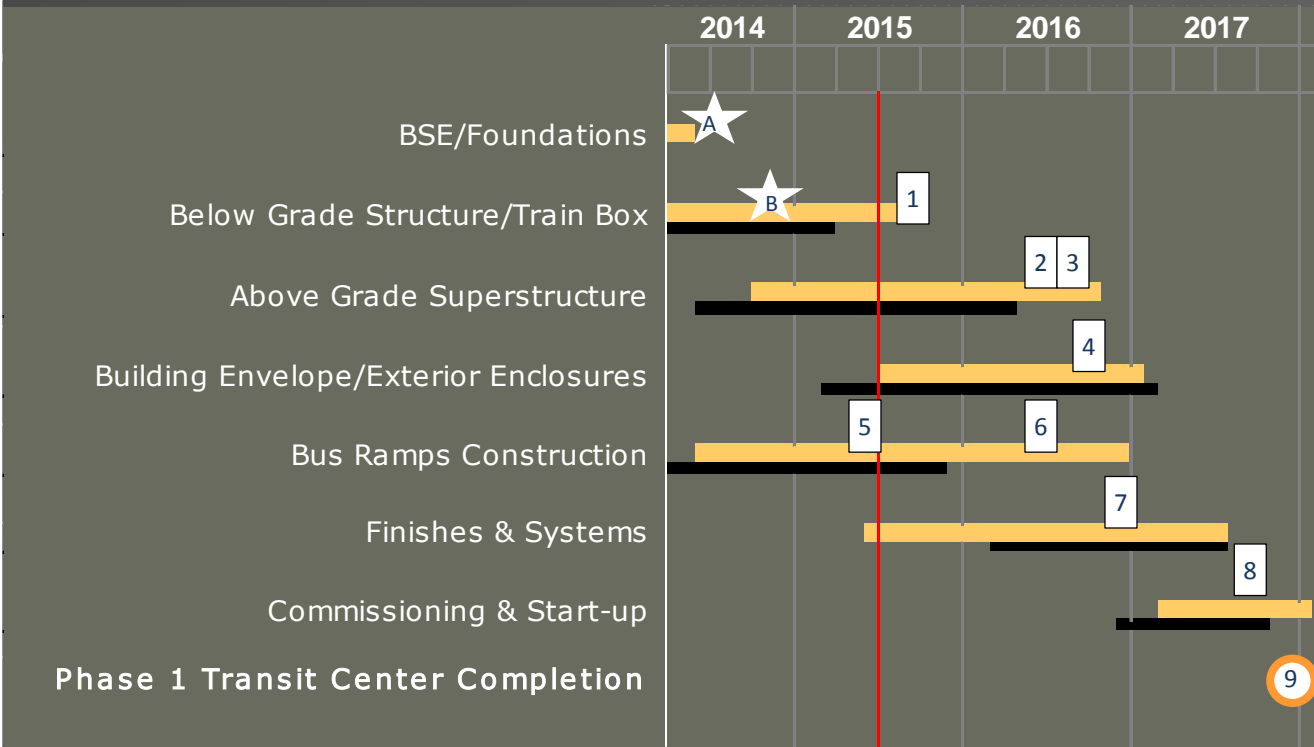 2014 2015 2016 2017
BSE/Foundations A
Below Grade Structure/Train Box B 1
Above Grade Superstructure 2 3
Building Envelope/Exterior Enclosures 4
Bus Ramps Construction 5 6
Finishes & Systems 7
Commissioning & Start-up 8
Phase 1 Transit Center Completion 9